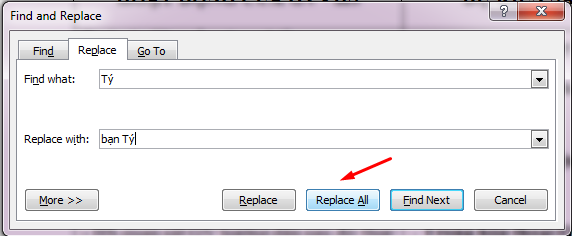 Find and Replace
Find Replace Go To
Find what: Tý
Replace with: bạn Tý
More >> Replace Replace All Find Next Cancel